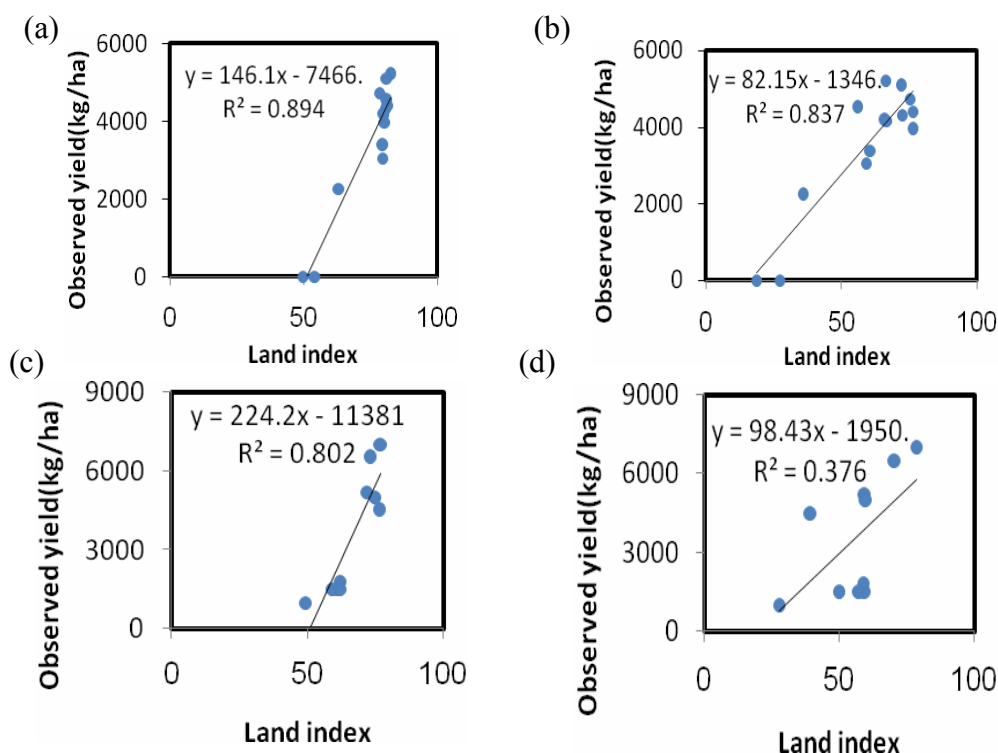 (a)
Observed yield(kg/ha)
6000
4000
2000
0
y = 146.1x - 7466.
R² = 0.894
0 50 100
Land index
(b)
Observed yield(kg/ha)
6000
4000
2000
0
y = 82.15x - 1346.
R² = 0.837
0 50 100
Land index
(c)
Observed yield(kg/ha)
9000
6000
3000
0
y = 224.2x - 11381
R² = 0.802
0 50 100
Land index
(d)
Observed yield(kg/ha)
9000
6000
3000
0
y = 98.43x - 1950.
R² = 0.376
0 50 100
Land index